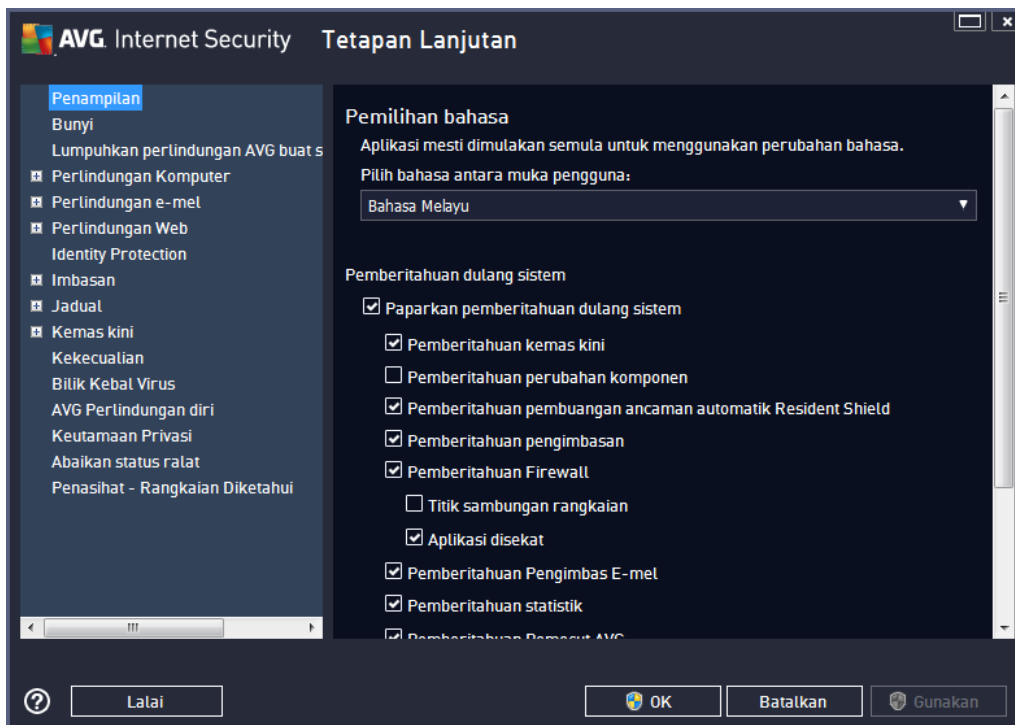 AVG. Internet Security Tetapan Lanjutan
Penampilan
Bunyi
Lumpuhkan perlindungan AVG buat s
Perlindungan Komputer
Perlindungan e-mel
Perlindungan Web
Identity Protection
Imbasan
Jadual
Kemas kini
Kekecualian
Bilik Kebal Virus
AVG Perlindungan diri
Keutamaan Privasi
Abaikan status ralat
Penasihat - Rangkaian Diketahui
Pemilihan bahasa
Aplikasi mesti dimulakan semula untuk menggunakan perubahan bahasa.
Pilih bahasa antara muka pengguna:
Bahasa Melayu
Pemberitahuan dulang sistem
Paparkan pemberitahuan dulang sistem
Pemberitahuan kemas kini
Pemberitahuan perubahan komponen
Pemberitahuan pembuangan ancaman automatik Resident Shield
Pemberitahuan pengimbasan
Pemberitahuan Firewall
Titik sambungan rangkaian
Aplikasi disekat
Pemberitahuan Pengimbas E-mel
Pemberitahuan statistik
Pemberitahuan Pemecut AVG
Lalai
OK
Batalkan
Gunakan